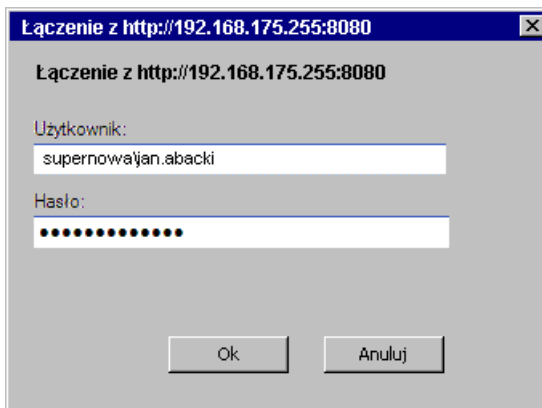 Łączenie z http://192.168.175.255:8080
Łączenie z http://192.168.175.255:8080
Użytkownik:
supernowa\jan.abacki
Hasło:
•••••••••••••
Ok Anuluj